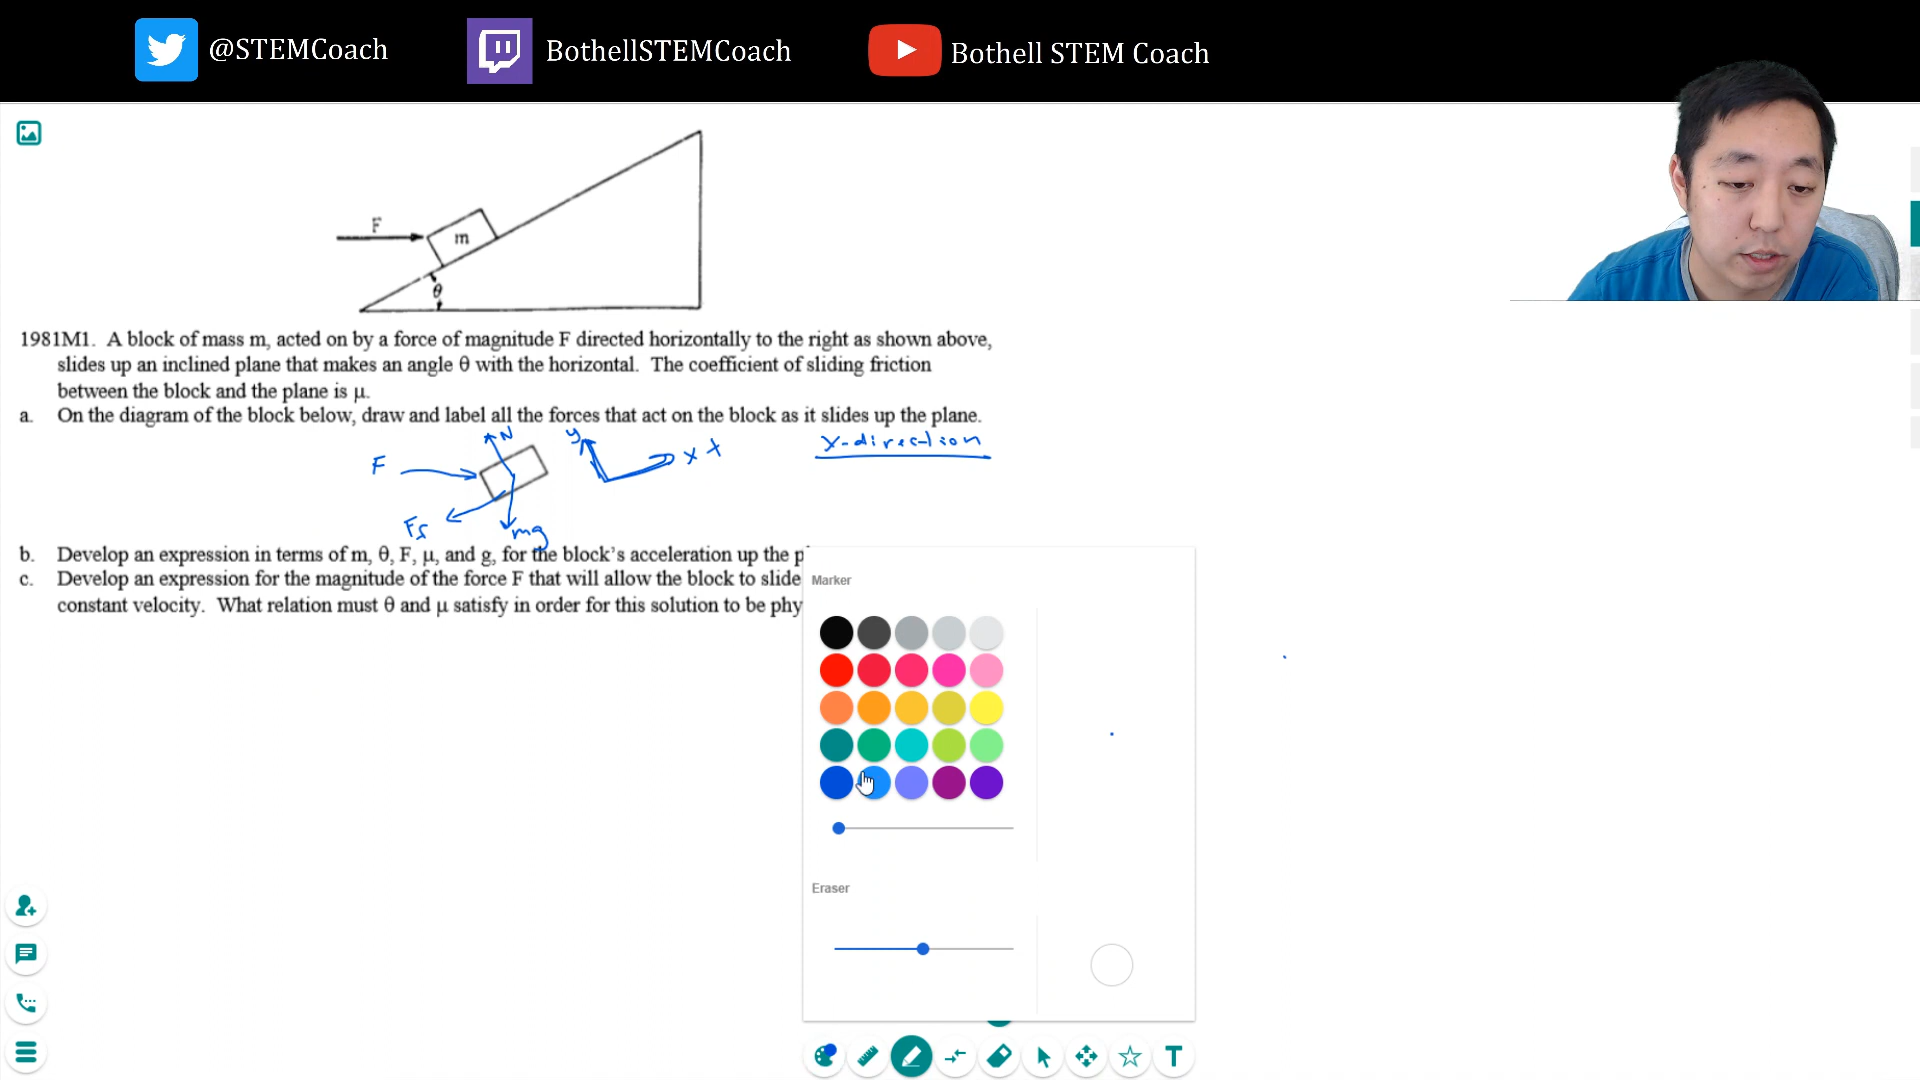 @STEMCoach BothellSTEMCoach Bothell STEM Coach
F
m
θ
1981M1. A block of mass m, acted on by a force of magnitude F directed horizontally to the right as shown above,
slides up an inclined plane that makes an angle θ with the horizontal. The coefficient of sliding friction
between the block and the plane is μ.
a. On the diagram of the block below, draw and label all the forces that act on the block as it slides up the plane.
N y x + x-direction
F
Ff mg
b. Develop an expression in terms of m, θ, F, μ, and g, for the block's acceleration up the
c. Develop an expression for the magnitude of the force F that will allow the block to slide
constant velocity. What relation must θ and μ satisfy in order for this solution to be phy
Marker
Eraser
T